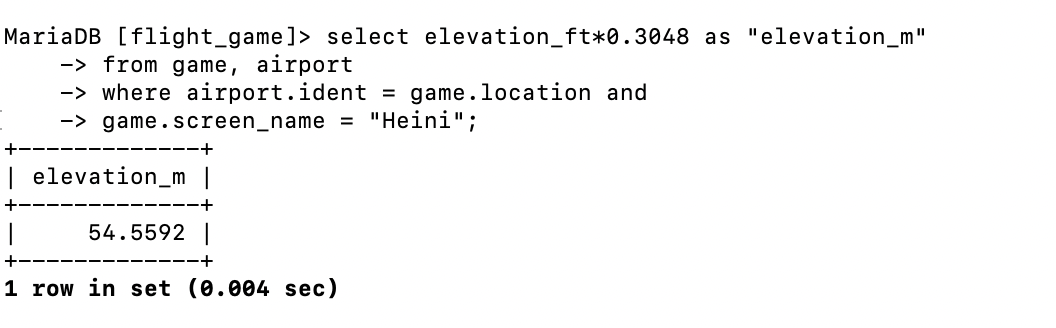 MariaDB [flight_game]> select elevation_ft*0.3048 as "elevation_m"
    -> from game, airport
    -> where airport.ident = game.location and
    -> game.screen_name = "Heini";
+-------------+
| elevation_m |
+-------------+
|     54.5592 |
+-------------+
1 row in set (0.004 sec)